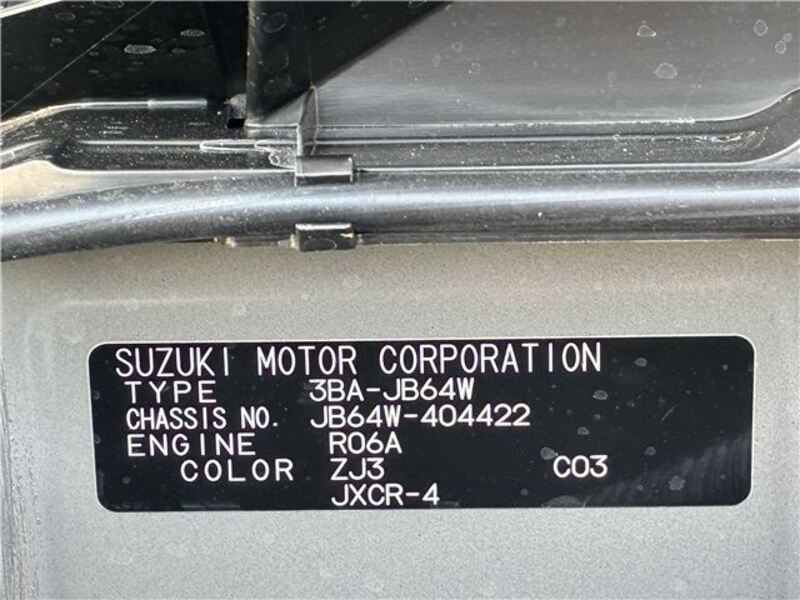 SUZUKI MOTOR CORPORATION
TYPE 3BA-JB64W
CHASSIS NO. JB64W-404422
ENGINE R06A
COLOR ZJ3 C03
JXCR-4